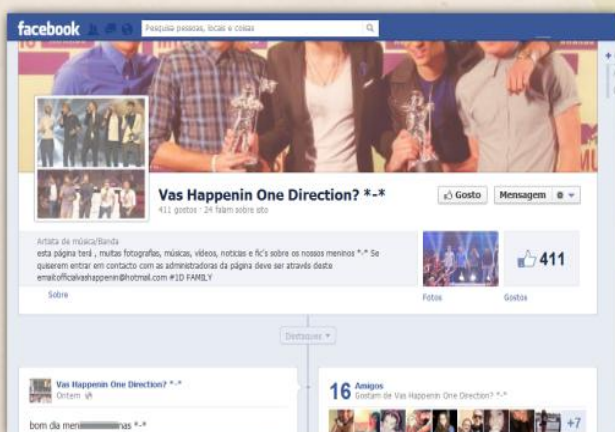 facebook
Pesquisa pessoas, locais e coisas
Vas Happenin One Direction? *-*
411 gostos · 24 falam sobre isto
Gosto
Mensagem
Artista de música/Banda
esta página terá , muitas fotografias, músicas, vídeos, noticias e fic's sobre os nossos meninos *-* Se
quiserem entrar em contacto com as administradoras da página deve ser através deste
email:officialvashappenin@hotmail.com #1D FAMILY
Sobre
411
Fotos
Gostos
Destaques
Vas Happenin One Direction? *-*
Ontem
bom dia
*-*
16 Amigos
Gostam de Vas Happenin One Direction? *-*
+7